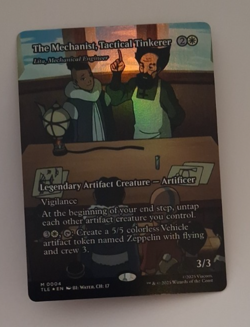 The Mechanist, Tactical Tinkerer
Legendary Artifact Creature — Artificer
Vigilance
At the beginning of your end step, untap
each other artifact creature you control.
Create a 5/5 colorless Vehicle
artifact token named Zeppelin with flying
and crew 3.
3/3
M 0004
TLE